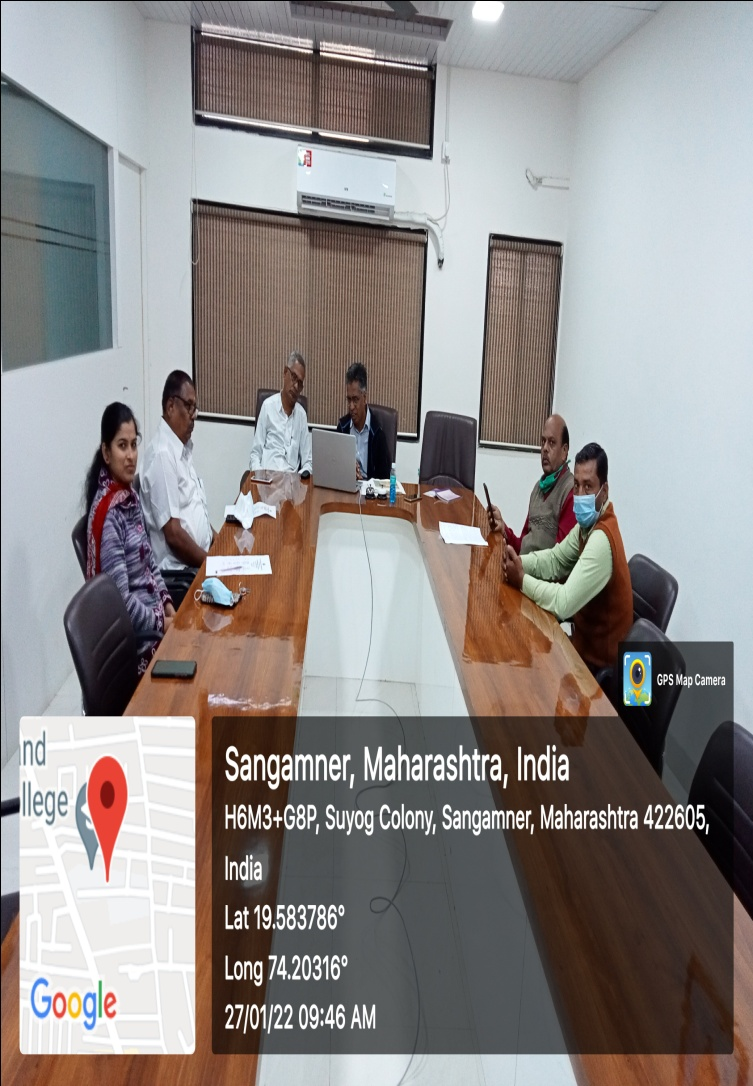 GPS Map Camera
nd
llege
Google
Sangamner, Maharashtra, India
H6M3+G8P, Suyog Colony, Sangamner, Maharashtra 422605,
India
Lat 19.583786°
Long 74.20316°
27/01/22 09:46 AM